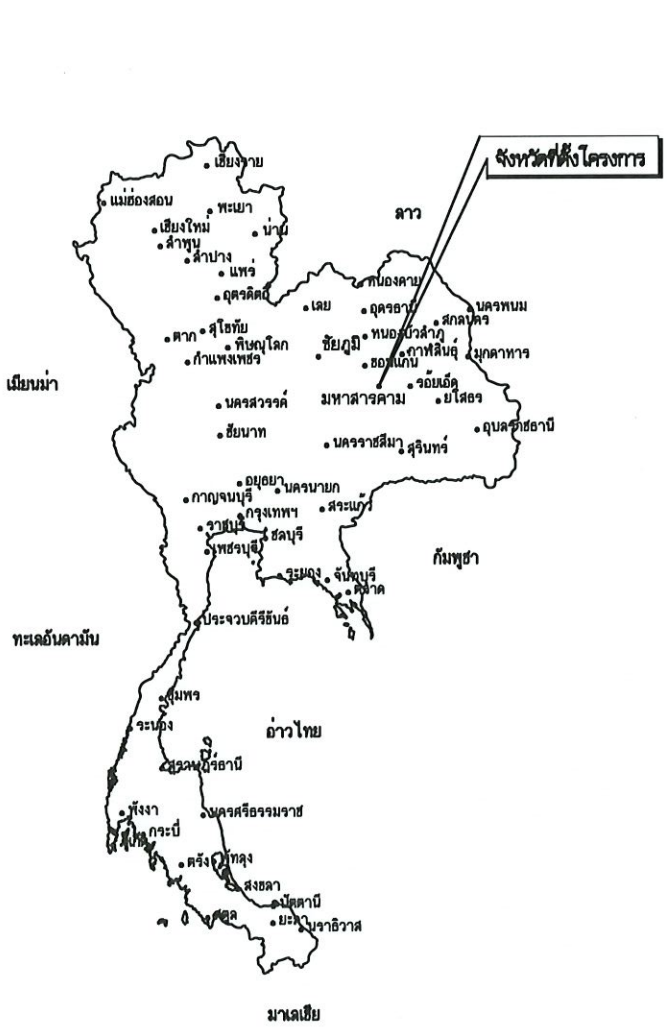 จังหวัดที่ตั้งโครงการ
เชียงราย
แม่ฮ่องสอน
พะเยา
ลาว
เชียงใหม่
น่าน
ลำพูน
ลำปาง
แพร่
หนองคาย
อุตรดิตถ์
เลย
อุดรธานี
นครพนม
สกลนคร
สุโขทัย
ตาก
หนองบัวลำภู
พิษณุโลก
ชัยภูมิ
กาฬสินธุ์
มุกดาหาร
กำแพงเพชร
ขอนแก่น
เมียนม่า
ร้อยเอ็ด
มหาสารคาม
ยโสธร
นครสวรรค์
อุบลราชธานี
ชัยนาท
นครราชสีมา
สุรินทร์
อยุธยา
นครนายก
กาญจนบุรี
สระแก้ว
กรุงเทพฯ
ราชบุรี
ชลบุรี
เพชรบุรี
กัมพูชา
ระยอง
จันทบุรี
ตราด
ประจวบคีรีขันธ์
ทะเลอันดามัน
ชุมพร
ระนอง
อ่าวไทย
สุราษฎร์ธานี
พังงา
นครศรีธรรมราช
กระบี่
ตรัง
สงขลา
ปัตตานี
สตูล
ยะลา
นราธิวาส
มาเลเซีย